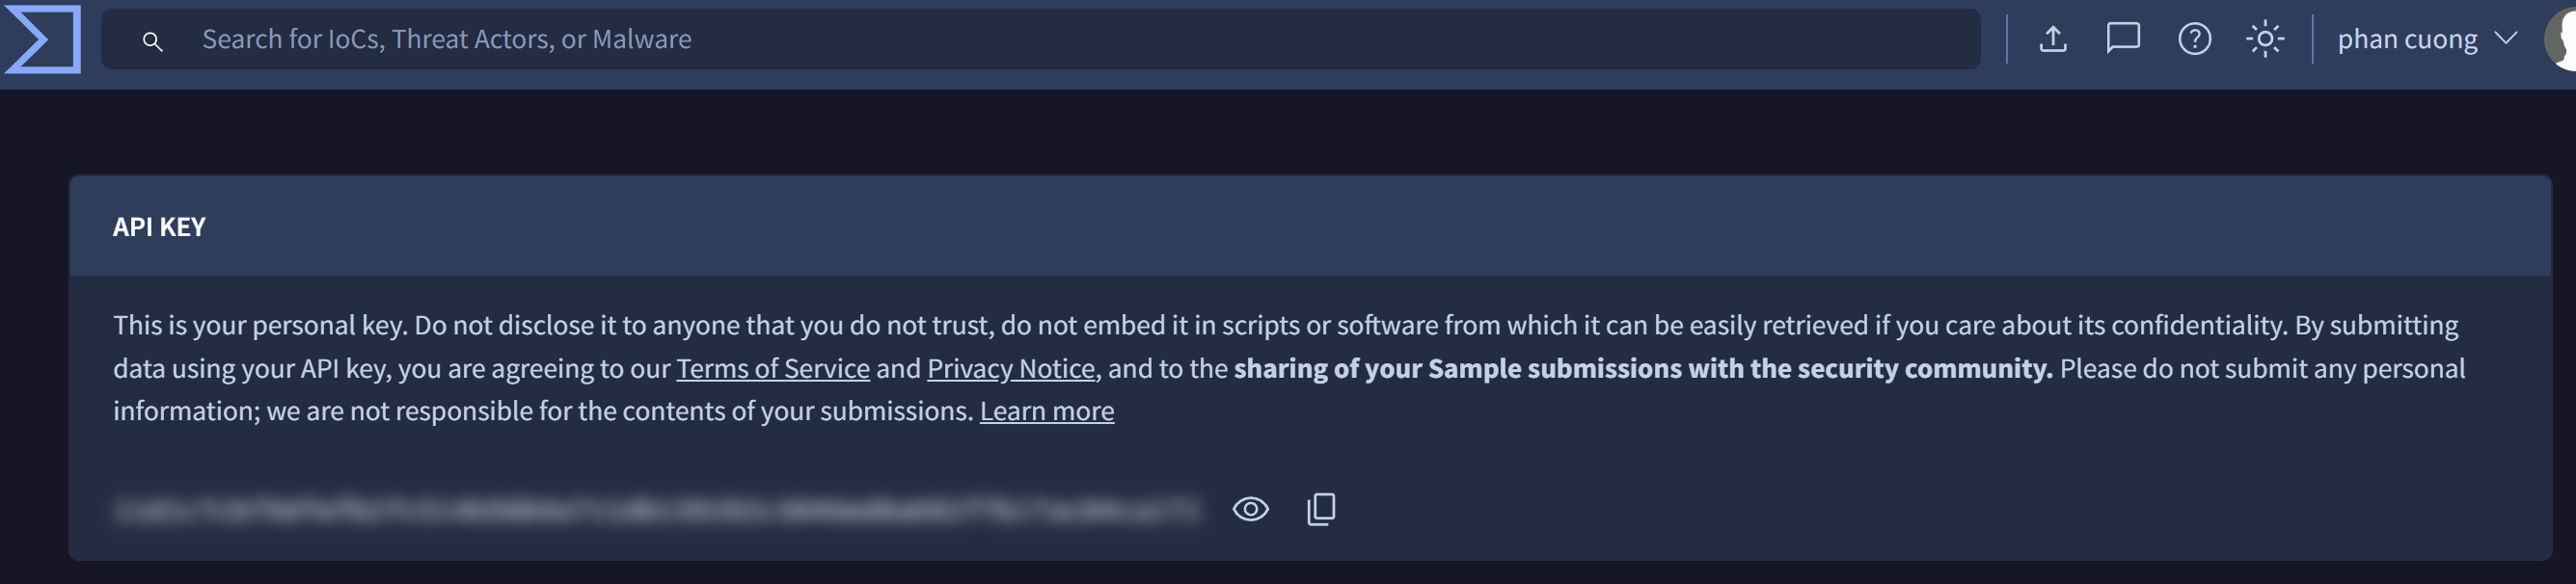 Search for IoCs, Threat Actors, or Malware
phan cuong
API KEY
This is your personal key. Do not disclose it to anyone that you do not trust, do not embed it in scripts or software from which it can be easily retrieved if you care about its confidentiality. By submitting
data using your API key, you are agreeing to our Terms of Service and Privacy Notice, and to the sharing of your Sample submissions with the security community. Please do not submit any personal
information; we are not responsible for the contents of your submissions. Learn more